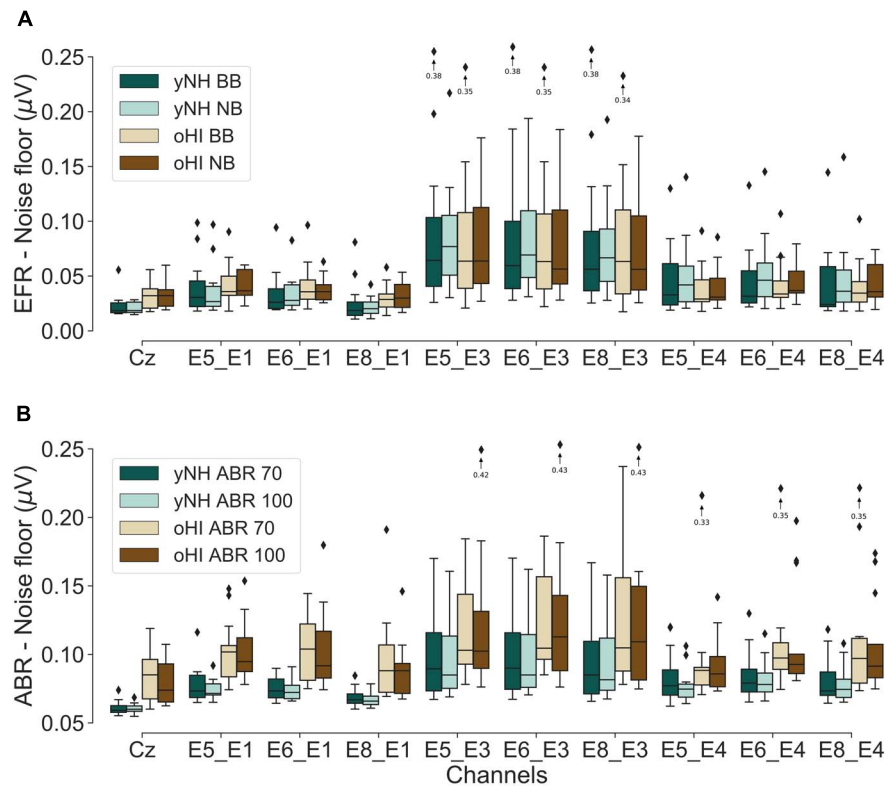 A
EFR - Noise floor (μV)
0.25
0.20
0.15
0.10
0.05
0.00
yNH BB
yNH NB
oHI BB
oHI NB
0.38
0.35
0.38
0.35
0.38
0.34
Cz E5_E1 E6_E1 E8_E1 E5_E3 E6_E3 E8_E3 E5_E4 E6_E4 E8_E4
B
ABR - Noise floor (μV)
0.25
0.20
0.15
0.10
0.05
yNH ABR 70
yNH ABR 100
oHI ABR 70
oHI ABR 100
0.42
0.43
0.43
0.33
0.35
0.35
Cz E5_E1 E6_E1 E8_E1 E5_E3 E6_E3 E8_E3 E5_E4 E6_E4 E8_E4
Channels